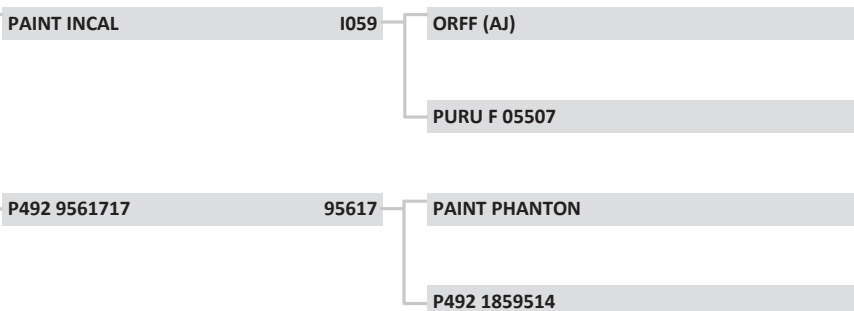 PAINT INCAL I059 ORFF (AJ)
PURU F 05507
P492 9561717 95617 PAINT PHANTON
P492 1859514